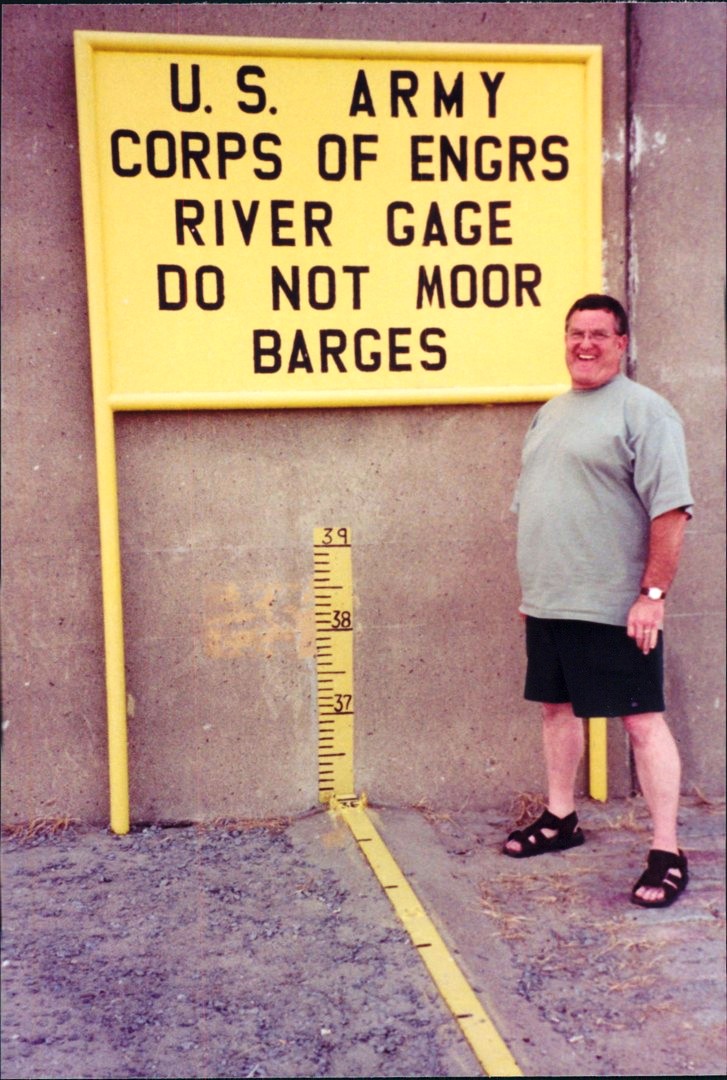 U. S. ARMY
CORPS OF ENGRS
RIVER GAGE
DO NOT MOOR
BARGES
39
38
37